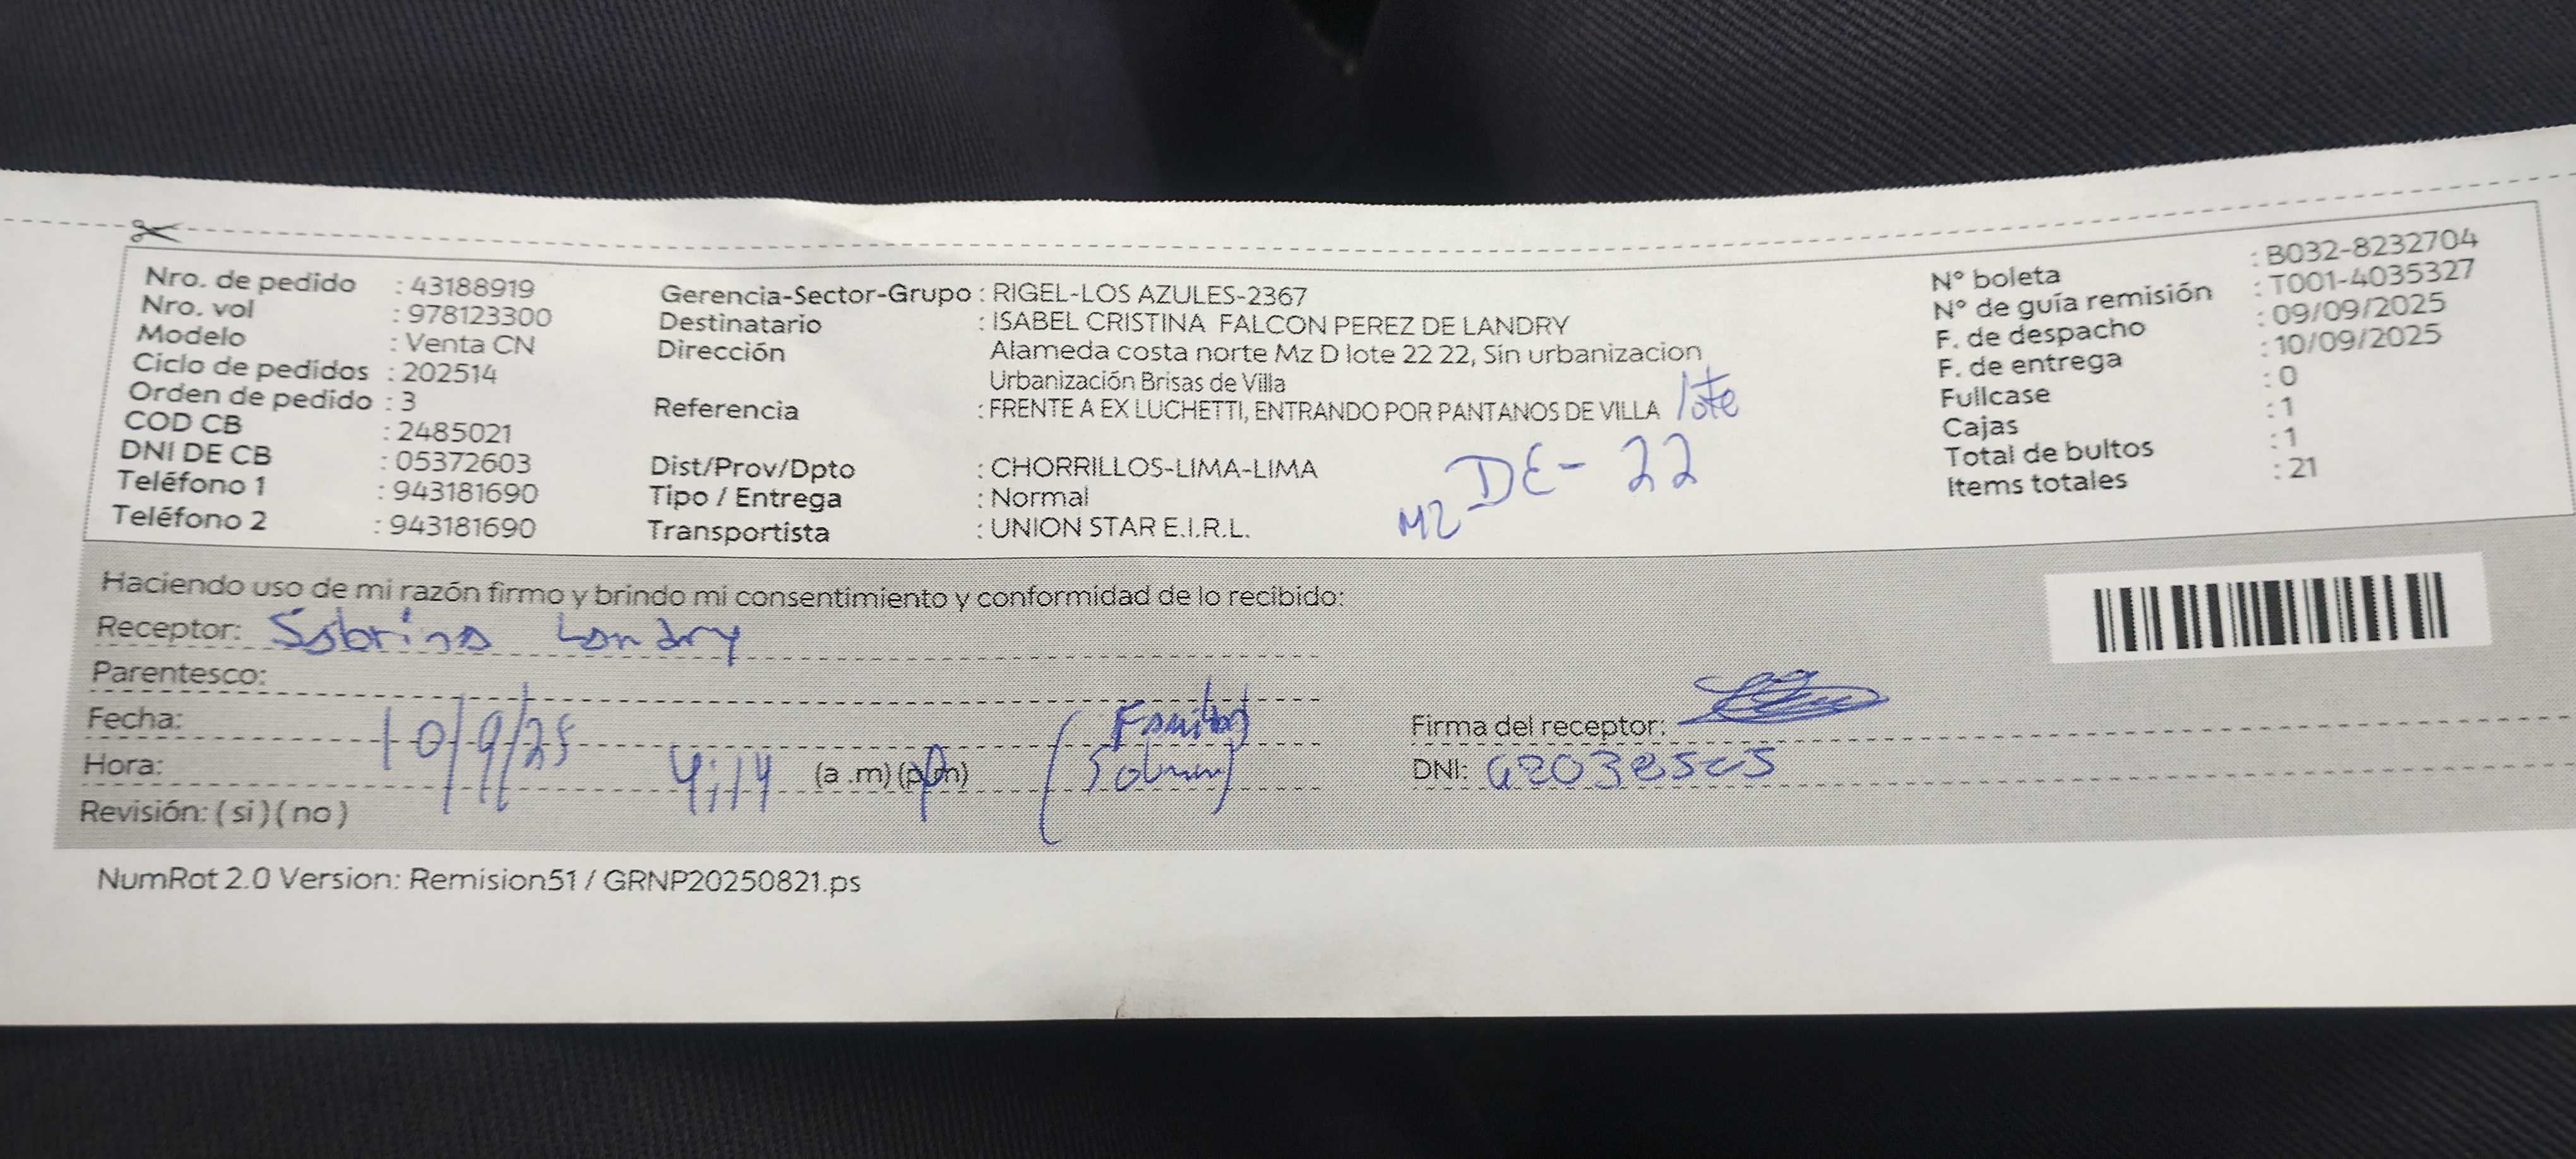 Nro. de pedido : 43188919
Nro. vol : 978123300
Modelo : Venta CN
Ciclo de pedidos : 202514
Orden de pedido : 3
COD CB : 2485021
DNI DE CB : 05372603
Teléfono 1 : 943181690
Teléfono 2 : 943181690
Gerencia-Sector-Grupo : RIGEL-LOS AZULES-2367
Destinatario : ISABEL CRISTINA FALCON PEREZ DE LANDRY
Dirección Alameda costa norte Mz D lote 22 22, Sin urbanizacion
Urbanización Brisas de Villa
Referencia : FRENTE A EX LUCHETTI, ENTRANDO POR PANTANOS DE VILLA lote
Mz DE- 22
Dist/Prov/Dpto : CHORRILLOS-LIMA-LIMA
Tipo / Entrega : Normal
Transportista : UNION STAR E.I.R.L.
N° boleta : B032-8232704
N° de guía remisión : T001-4035327
F. de despacho : 09/09/2025
F. de entrega : 10/09/2025
Fullcase : 0
Cajas : 1
Total de bultos : 1
Items totales : 21
Haciendo uso de mi razón firmo y brindo mi consentimiento y conformidad de lo recibido:
Receptor: Sabrina Landry
Parentesco:
Fecha: 10/9/25
Hora: 4:14 (a .m) (p.m)
Revisión: ( si ) ( no )
Firma del receptor:
DNI:
NumRot 2.0 Version: Remision51 / GRNP20250821.ps